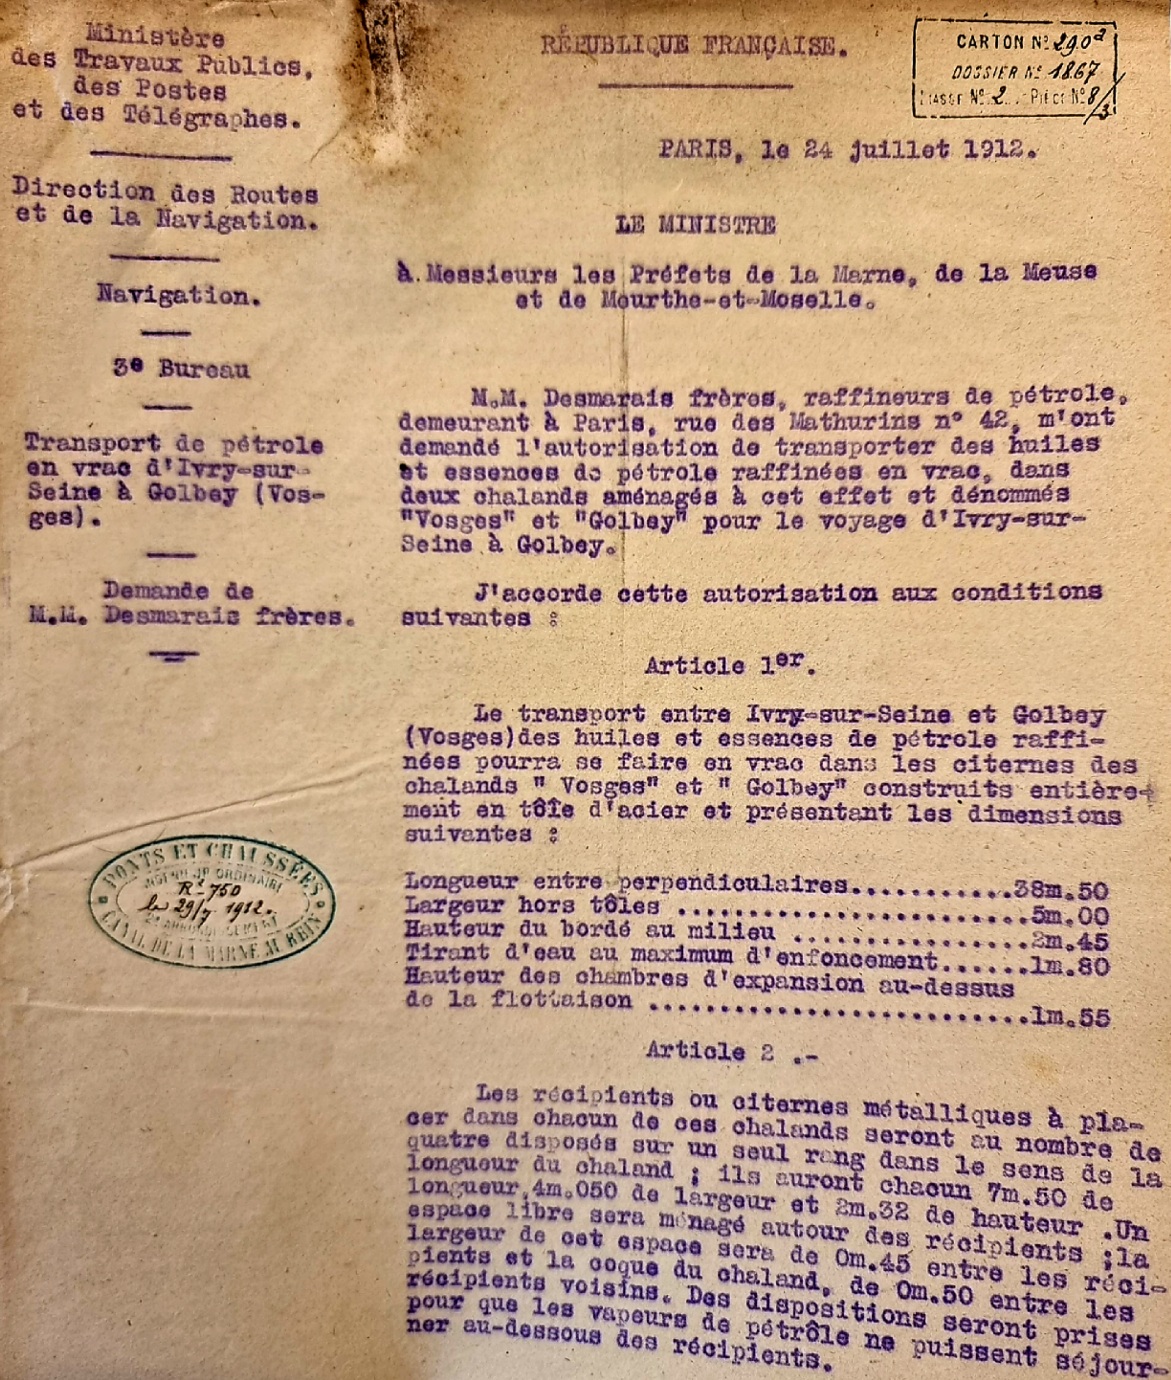 Ministère
des Travaux Publics,
des Postes
et des Télégraphes.
Direction des Routes
et de la Navigation.
Navigation.
3e Bureau
Transport de pétrole
en vrac d'Ivry-sur-
Seine à Golbey (Vos-
ges).
Demande de
M.M. Desmarais frères.
RÉPUBLIQUE FRANÇAISE.
CARTON Nº 290ª
DOSSIER Nº 1867
Liasse Nº 2 Pièce Nº 8/3
PARIS, le 24 juillet 1912.
LE MINISTRE
à Messieurs les Préfets de la Marne, de la Meuse
et de Meurthe-et-Moselle.
M.M. Desmarais frères, raffineurs de pétrole,
demeurant à Paris, rue des Mathurins n° 42, m'ont
demandé l'autorisation de transporter des huiles
et essences de pétrole raffinées en vrac, dans
deux chalands aménagés à cet effet et dénommés
"Vosges" et "Golbey" pour le voyage d'Ivry-sur-
Seine à Golbey.
J'accorde cette autorisation aux conditions
suivantes :
Article 1er.
Le transport entre Ivry-sur-Seine et Golbey
(Vosges)des huiles et essences de pétrole raffi-
nées pourra se faire en vrac dans les citernes des
chalands " Vosges" et " Golbey" construits entière-
ment en tôle d'acier et présentant les dimensions
suivantes :
Longueur entre perpendiculaires...........38m.50
Largeur hors tôles ........................5m.00
Hauteur du bordé au milieu ................2m.45
Tirant d'eau au maximum d'enfoncement......1m.80
Hauteur des chambres d'expansion au-dessus
de la flottaison ..........................1m.55
PONTS ET CHAUSSÉES
INGÉNIEUR ORDINAIRE
Ré 750
le 29/7 1912.
2e ARRONDISSEMENT
CANAL DE LA MARNE AU RHIN
Article 2 .-
Les récipients ou citernes métalliques à pla-
cer dans chacun de ces chalands seront au nombre de
quatre disposés sur un seul rang dans le sens de la
longueur du chaland ; ils auront chacun 7m.50 de
longueur,4m.050 de largeur et 2m.32 de hauteur .Un
espace libre sera ménagé autour des récipients ;la
largeur de cet espace sera de 0m.45 entre les réci-
pients et la coque du chaland, de 0m.50 entre les
récipients voisins. Des dispositions seront prises
pour que les vapeurs de pétrôle ne puissent séjour-
ner au-dessous des récipients.